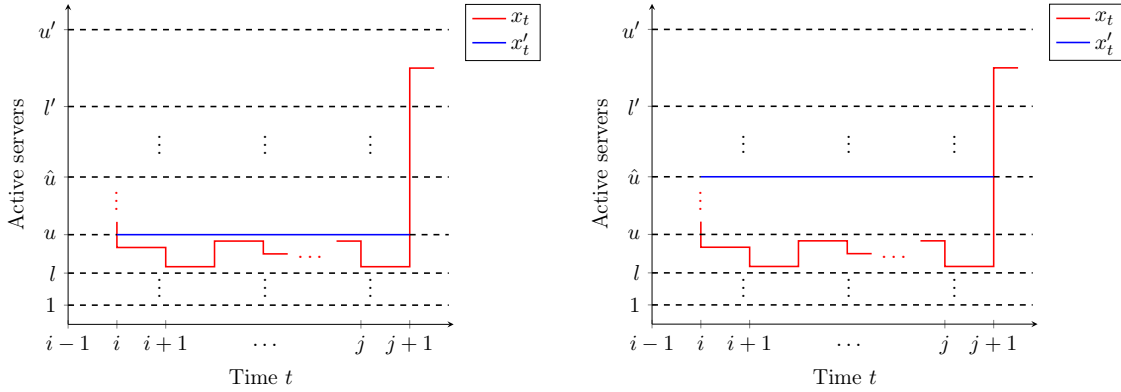 u′
l′
û
u
l
1
Active servers
i − 1
i
i + 1
⋯
j
j + 1
Time t
x_t
x′_t
u′
l′
û
u
l
1
Active servers
i − 1
i
i + 1
⋯
j
j + 1
Time t
x_t
x′_t